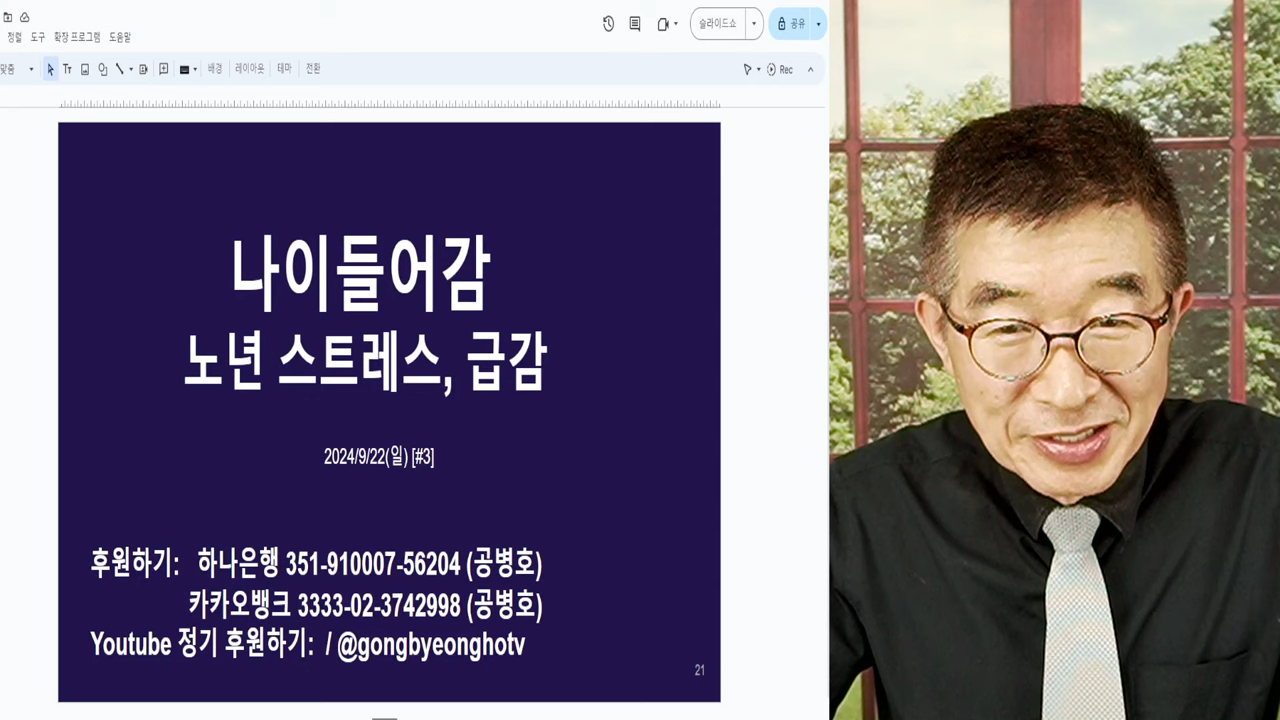 정렬 도구 확장 프로그램 도움말
슬라이드쇼
공유
맞춤
배경 레이아웃 테마 전환
Rec
나이들어감
노년 스트레스, 급감
2024/9/22(일) [#3]
후원하기: 하나은행 351-910007-56204 (공병호)
카카오뱅크 3333-02-3742998 (공병호)
Youtube 정기 후원하기: / @gongbyeonghotv
21